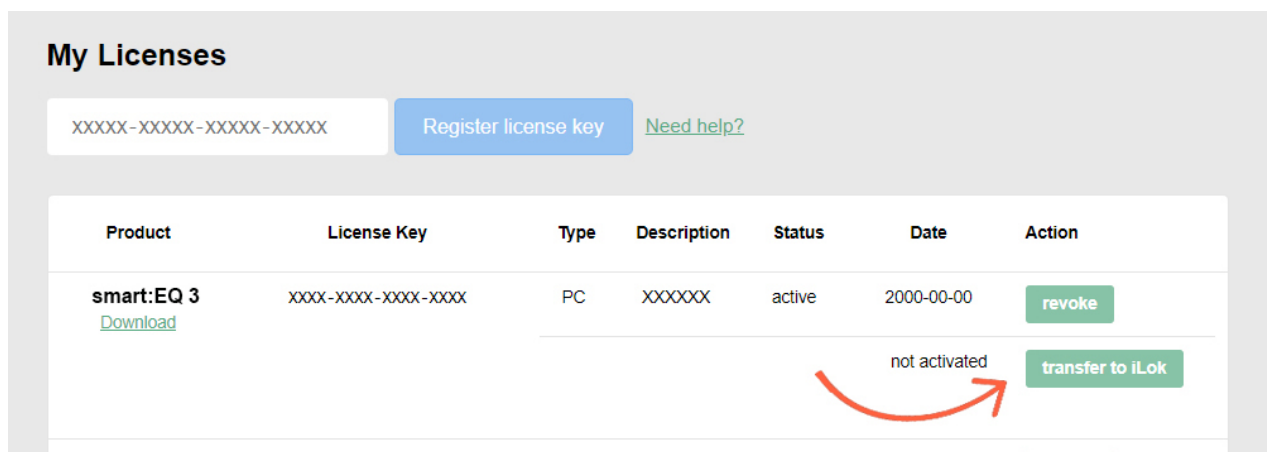 My Licenses
XXXXX-XXXXX-XXXXX-XXXXX Register license key Need help?
Product License Key Type Description Status Date Action
smart:EQ 3 XXXX-XXXX-XXXX-XXXX PC XXXXXX active 2000-00-00 revoke
Download
not activated transfer to iLok